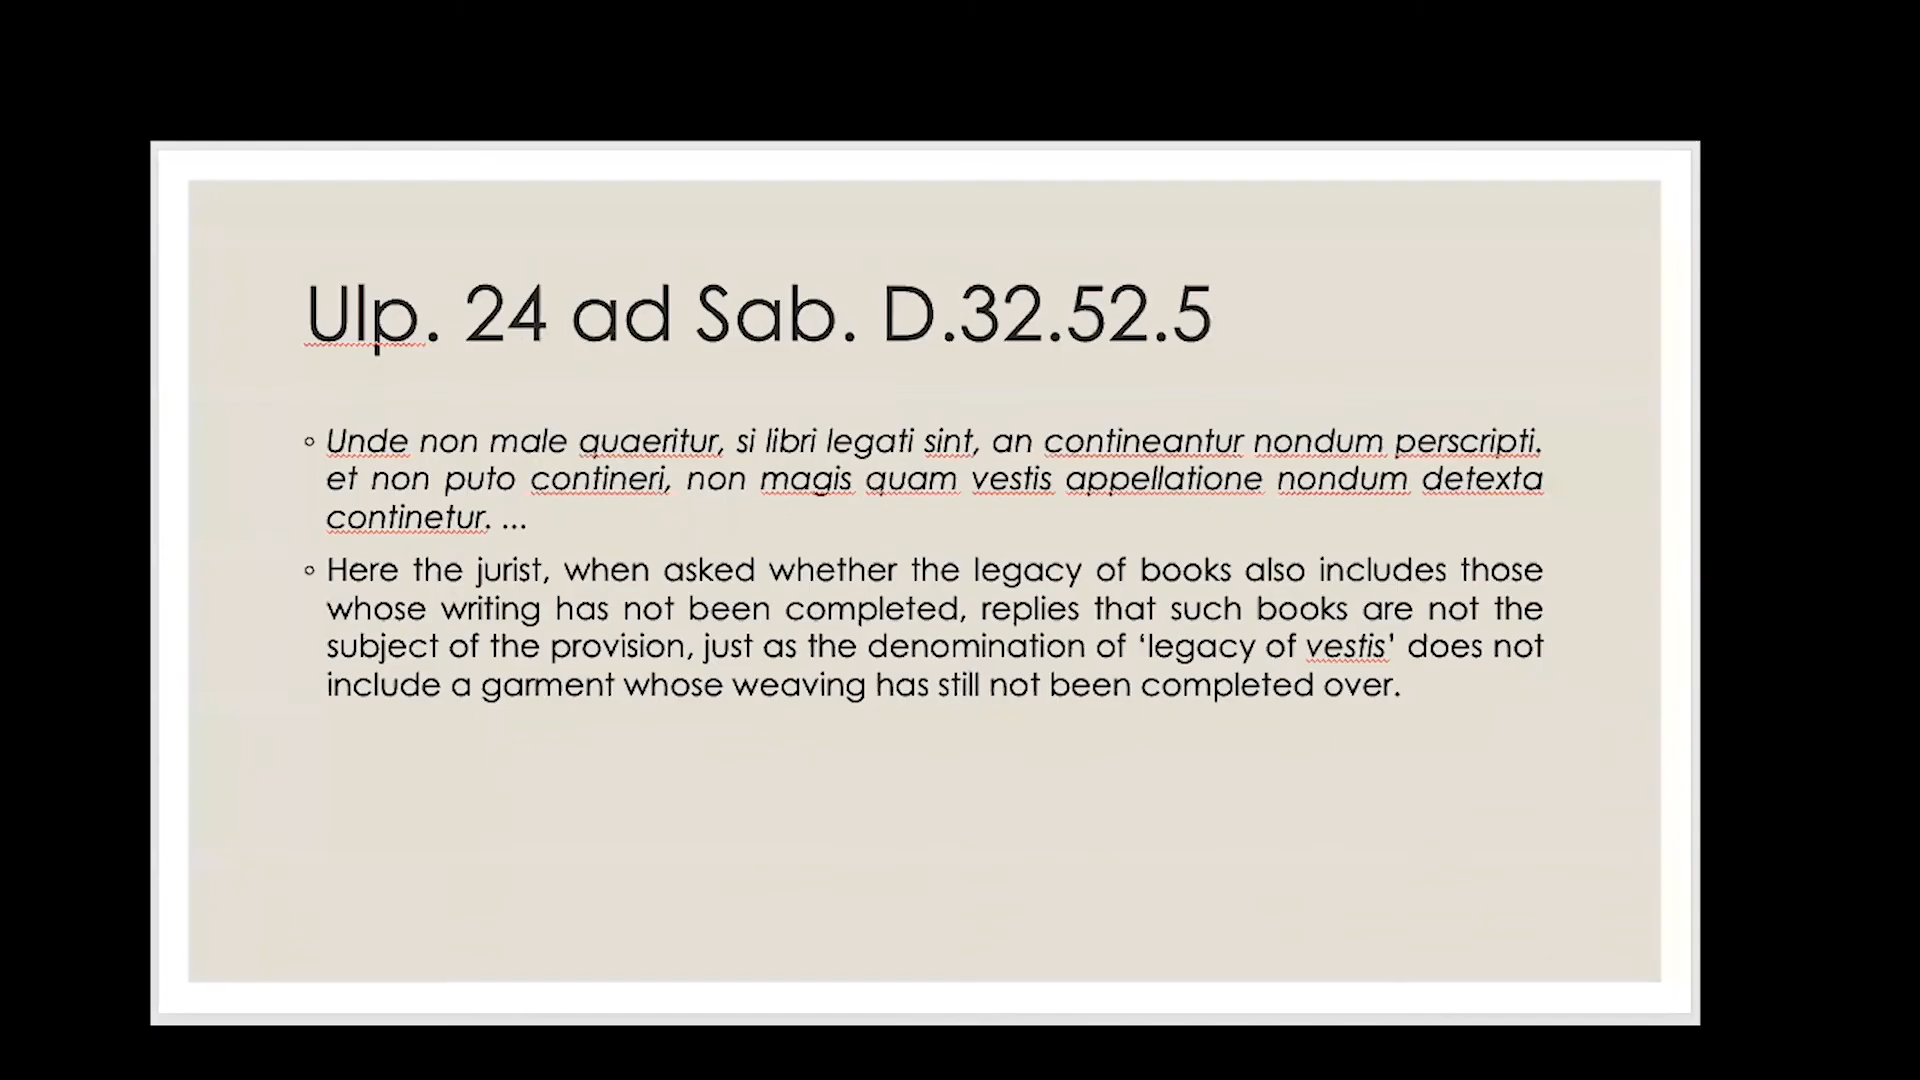 Ulp. 24 ad Sab. D.32.52.5
◦ Unde non male quaeritur, si libri legati sint, an contineantur nondum perscripti.
et non puto contineri, non magis quam vestis appellatione nondum detexta
continetur. ...
◦ Here the jurist, when asked whether the legacy of books also includes those
whose writing has not been completed, replies that such books are not the
subject of the provision, just as the denomination of ‘legacy of vestis’ does not
include a garment whose weaving has still not been completed over.